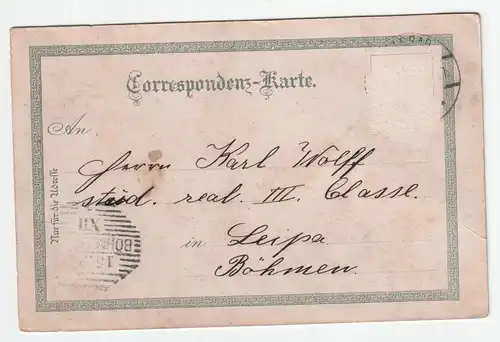 Correspondenz-Karte.
An
Herrn Karl Wolff
stud. real. III. Classe.
in Leipa
Böhmen.
Nur für die Adresse